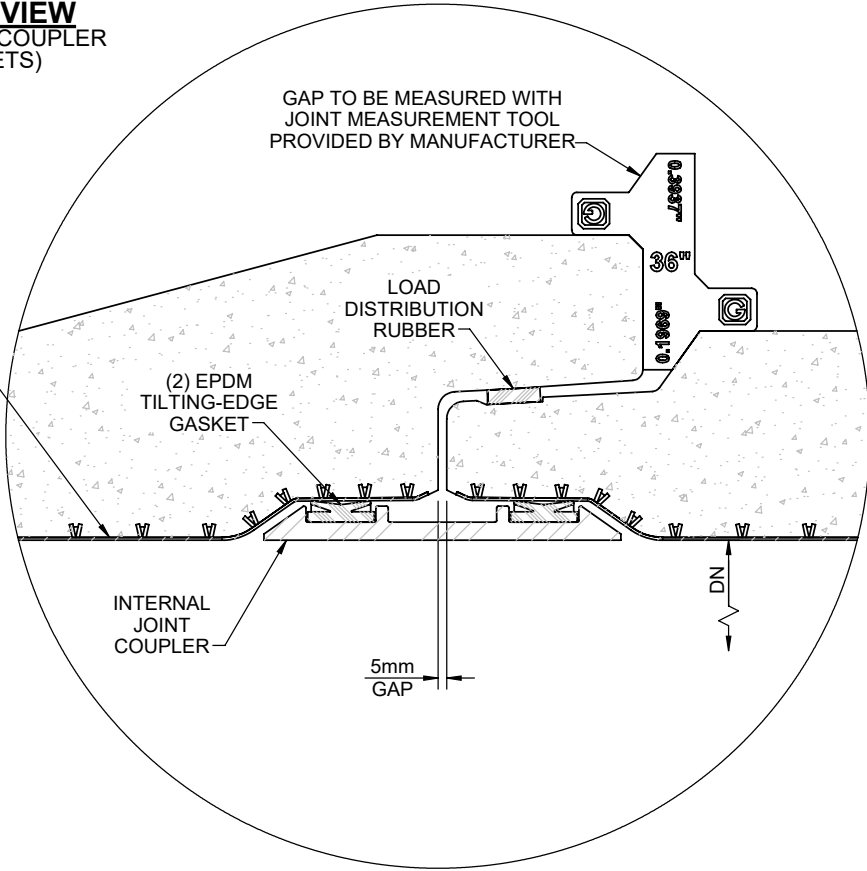 VIEW
COUPLER
ETS)
GAP TO BE MEASURED WITH
JOINT MEASUREMENT TOOL
PROVIDED BY MANUFACTURER
0.3937"
G
36"
G
0.1969"
LOAD
DISTRIBUTION
RUBBER
(2) EPDM
TILTING-EDGE
GASKET
INTERNAL
JOINT
COUPLER
5mm
GAP
DN